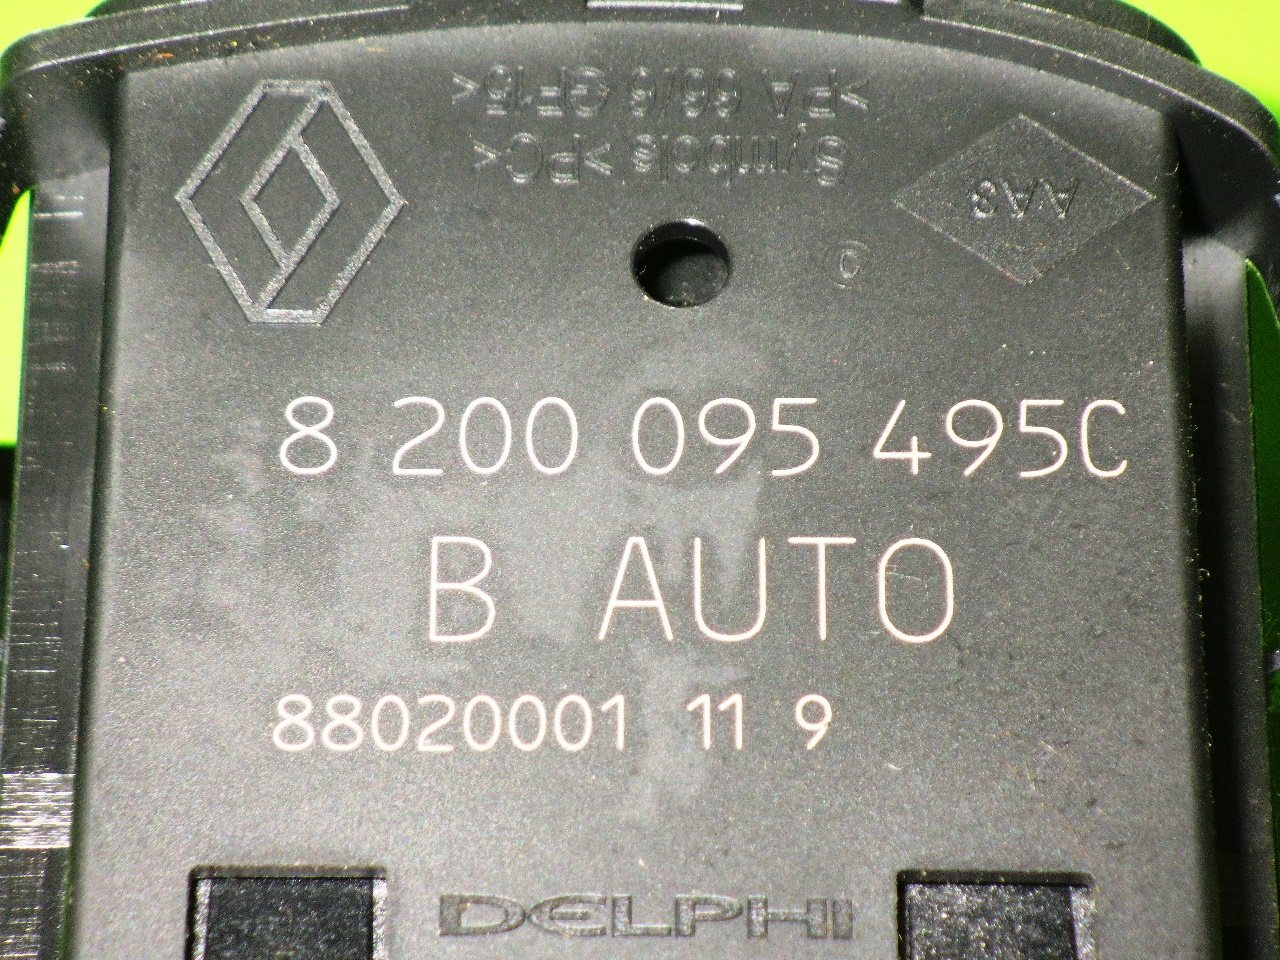 >PA 66/6 GF15<
Symbols >PC<
AA3
C
8 200 095 495C
B AUTO
88020001 11 9
DELPHI